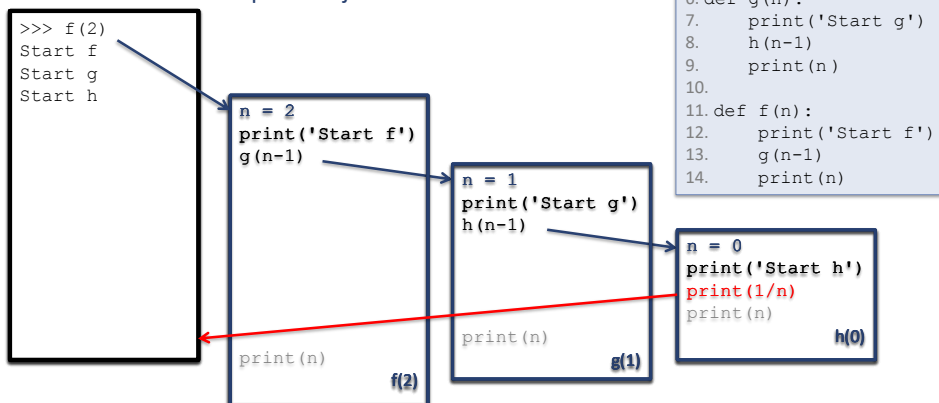 >>> f(2)
Start f
Start g
Start h
n = 2
print('Start f')
g(n-1)
print(n)
f(2)
n = 1
print('Start g')
h(n-1)
print(n)
g(1)
n = 0
print('Start h')
print(1/n)
print(n)
h(0)
6. def g(n):
7. print('Start g')
8. h(n-1)
9. print(n)
10.
11. def f(n):
12. print('Start f')
13. g(n-1)
14. print(n)